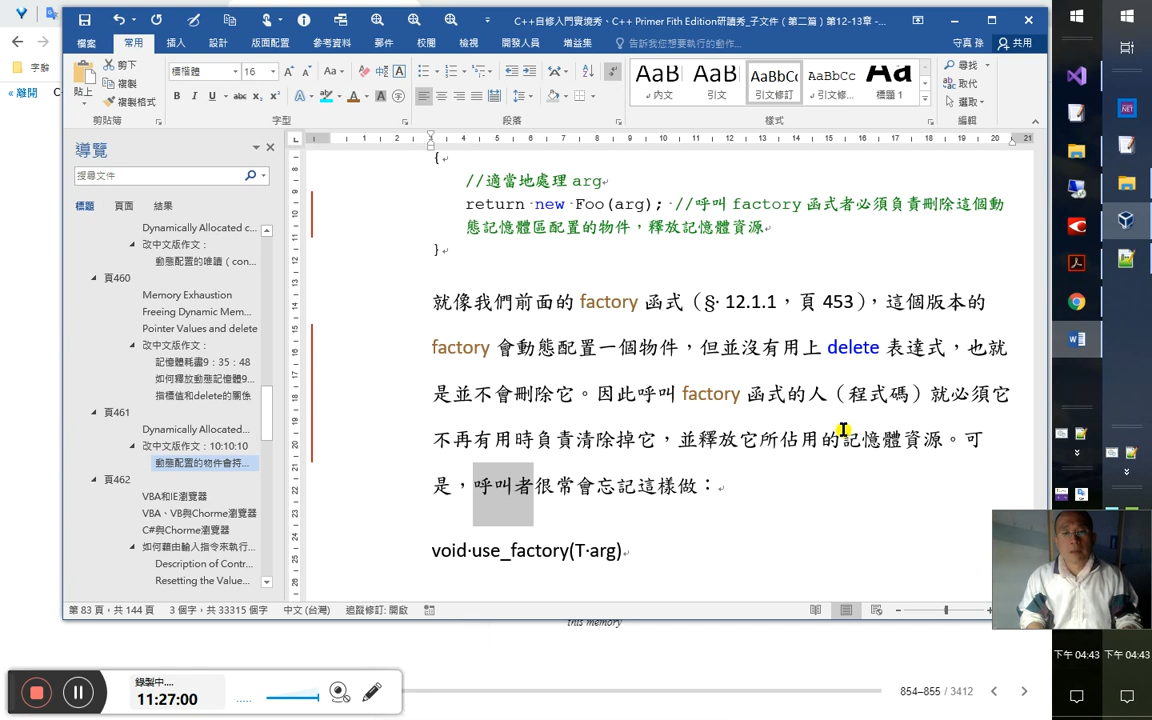 C++自修入門實境秀、C++ Primer Fith Edition研讀秀_子文件（第二篇）第12-13章 -...
檔案 常用 插入 設計 版面配置 參考資料 郵件 校閱 檢視 開發人員 增益集 告訴我您想要執行的動作... 守真 孫 共用
字齡
« 離開
貼上 剪下 複製 複製格式
標楷體 16
AaBb ↲內文
AaBb 引文
AaBbCc 引文修訂
AaBbCc ↲引文修...
Aa 標題 1
尋找 取代 選取
剪貼簿 字型 段落 樣式 編輯
導覽
搜尋文件
標題 頁面 結果
Dynamically Allocated c...
改中文版作文：
動態配置的唯讀（con...
頁460
Memory Exhaustion
Freeing Dynamic Mem...
Pointer Values and delete
改中文版作文：
記憶體耗盡9：35：48
如何釋放動態記憶體9...
指標值和delete的關係
頁461
Dynamically Allocated...
改中文版作文：10:10:10
動態配置的物件會持...
頁462
VBA和IE瀏覽器
VBA、VB與Chorme瀏覽器
C#與Chorme瀏覽器
如何藉由輸入指令來執行...
Description of Contr...
Resetting the Value...
{
//適當地處理 arg
return new Foo(arg); //呼叫 factory 函式者必須負責刪除這個動
態記憶體區配置的物件，釋放記憶體資源
}
就像我們前面的 factory 函式（§ 12.1.1，頁 453），這個版本的
factory 會動態配置一個物件，但並沒有用上 delete 表達式，也就
是並不會刪除它。因此呼叫 factory 函式的人（程式碼）就必須它
不再有用時負責清除掉它，並釋放它所佔用的記憶體資源。可
是，呼叫者很常會忘記這樣做：
void use_factory(T arg)
第 83 頁，共 144 頁 3 個字，共 33315 個字 中文 (台灣) 追蹤修訂: 開啟
this memory
錄製中....
11:27:00
854–855 / 3412
下午 04:43 下午 04:43